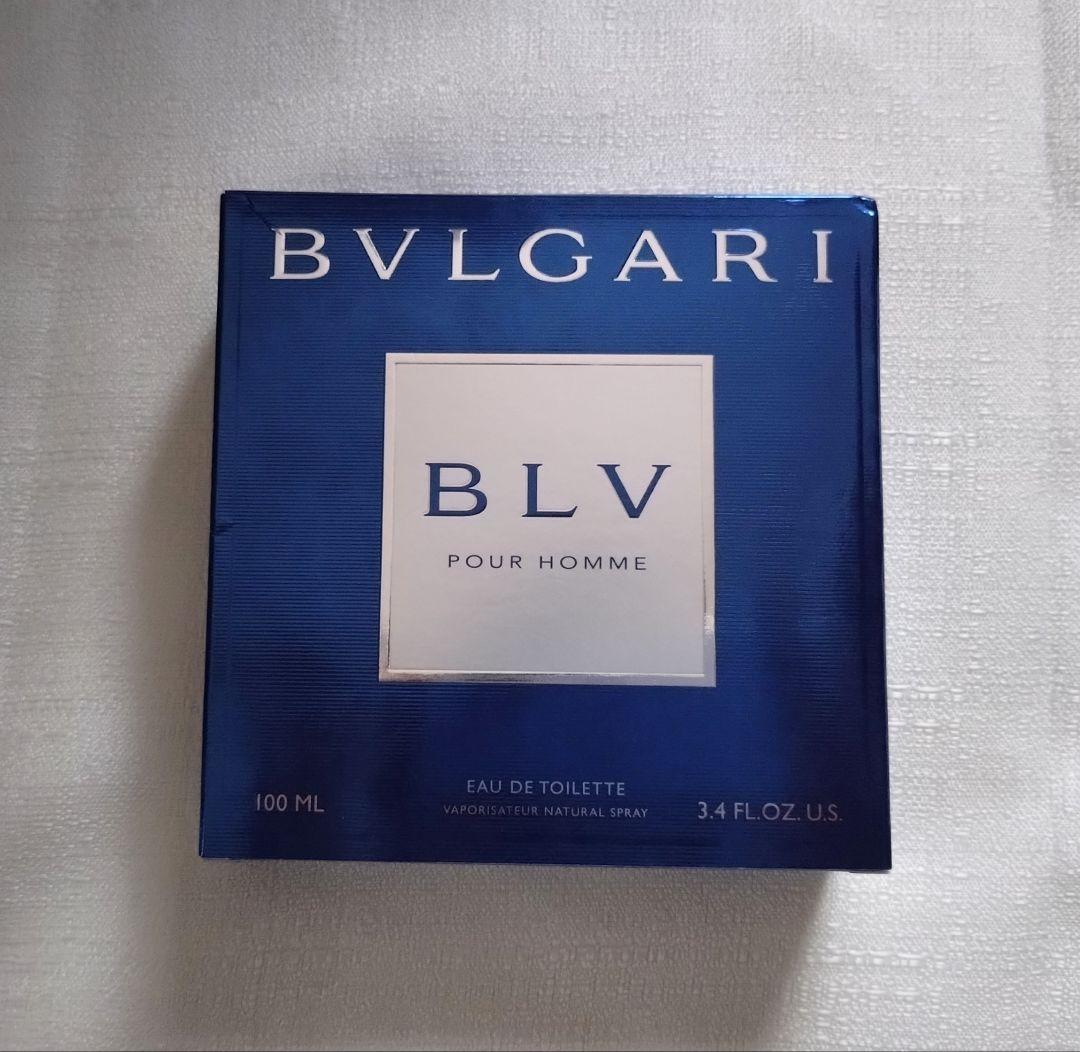 BVLGARI
BLV
POUR HOMME
EAU DE TOILETTE
VAPORISATEUR NATURAL SPRAY
100 ML
3.4 FL.OZ. U.S.